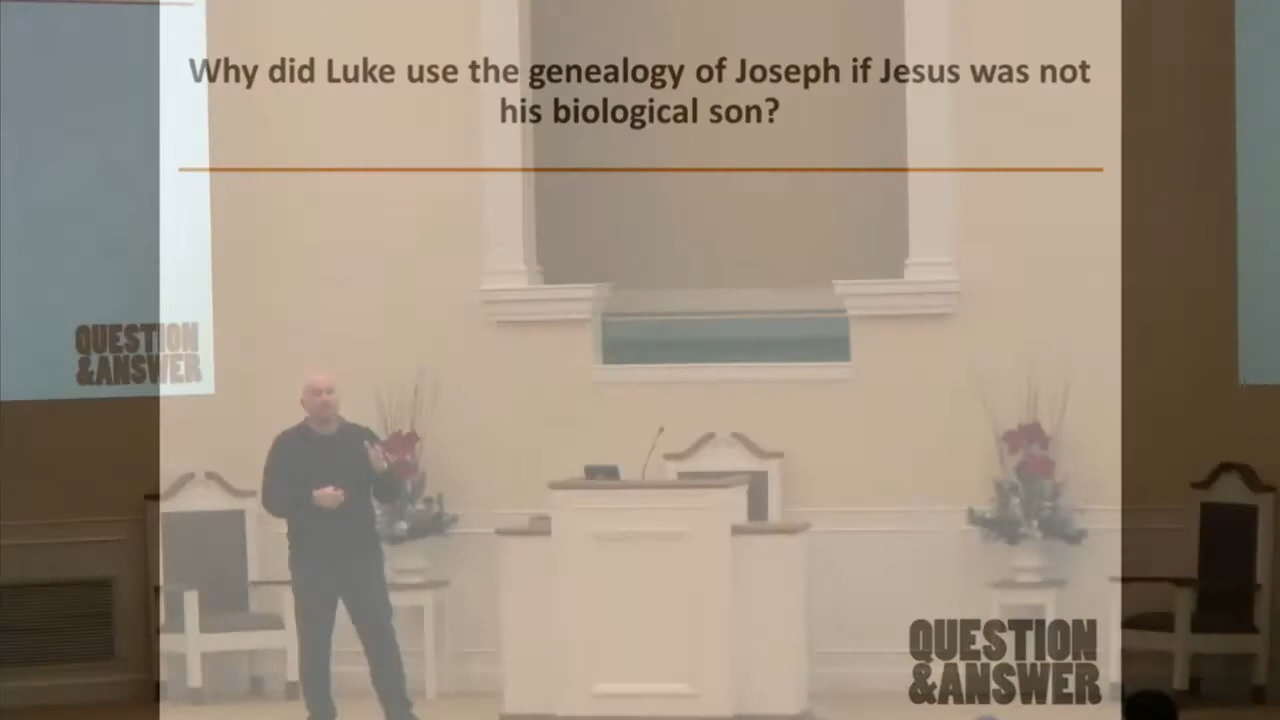 Why did Luke use the genealogy of Joseph if Jesus was not
his biological son?
QUESTION
&ANSWER
QUESTION
&ANSWER